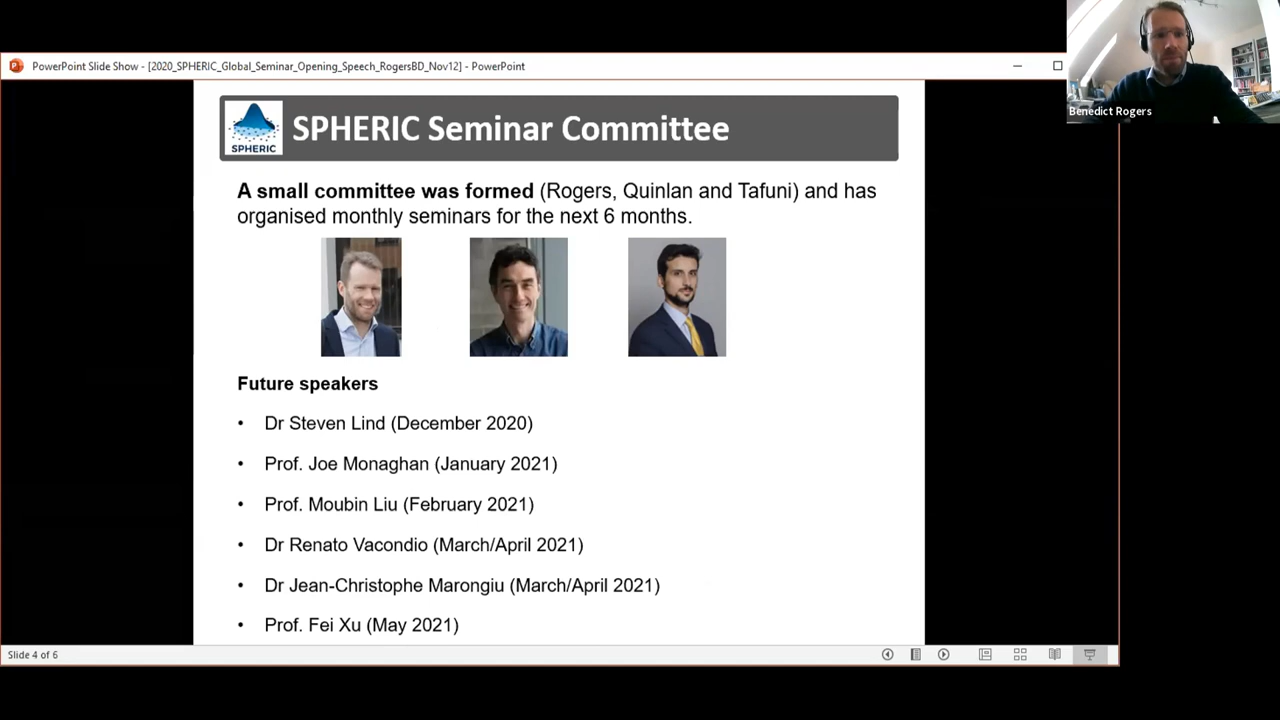 PowerPoint Slide Show - [2020_SPHERIC_Global_Seminar_Opening_Speech_RogersBD_Nov12] - PowerPoint
Benedict Rogers
SPHERIC
SPHERIC Seminar Committee
A small committee was formed (Rogers, Quinlan and Tafuni) and has
organised monthly seminars for the next 6 months.
Future speakers
• Dr Steven Lind (December 2020)
• Prof. Joe Monaghan (January 2021)
• Prof. Moubin Liu (February 2021)
• Dr Renato Vacondio (March/April 2021)
• Dr Jean-Christophe Marongiu (March/April 2021)
• Prof. Fei Xu (May 2021)
Slide 4 of 6